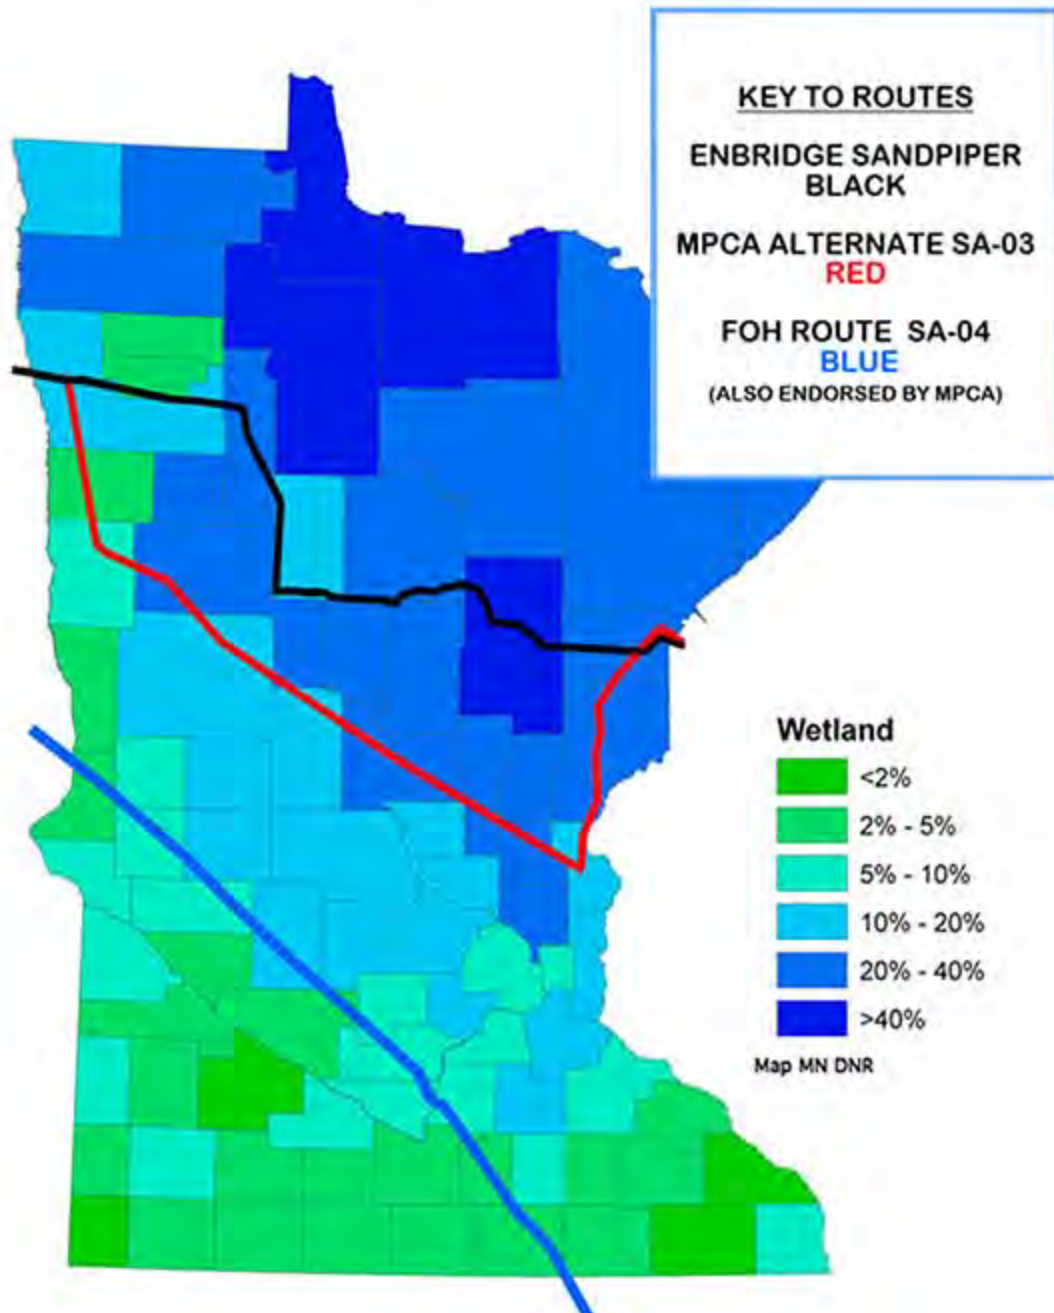 KEY TO ROUTES
ENBRIDGE SANDPIPER
BLACK
MPCA ALTERNATE SA-03
RED
FOH ROUTE SA-04
BLUE
(ALSO ENDORSED BY MPCA)
Wetland
<2%
2% - 5%
5% - 10%
10% - 20%
20% - 40%
>40%
Map MN DNR